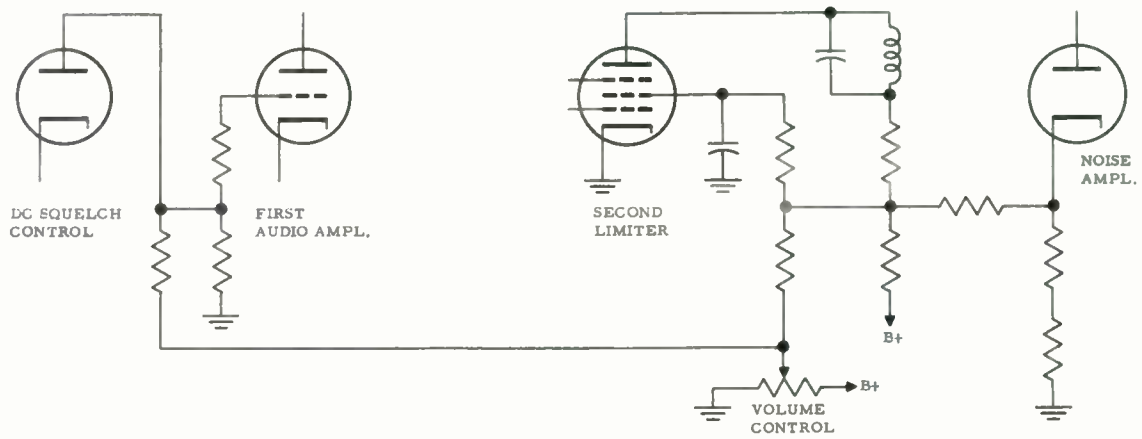 DC SQUELCH
CONTROL
FIRST
AUDIO AMPL.
SECOND
LIMITER
NOISE
AMPL.
B+
B+
VOLUME
CONTROL